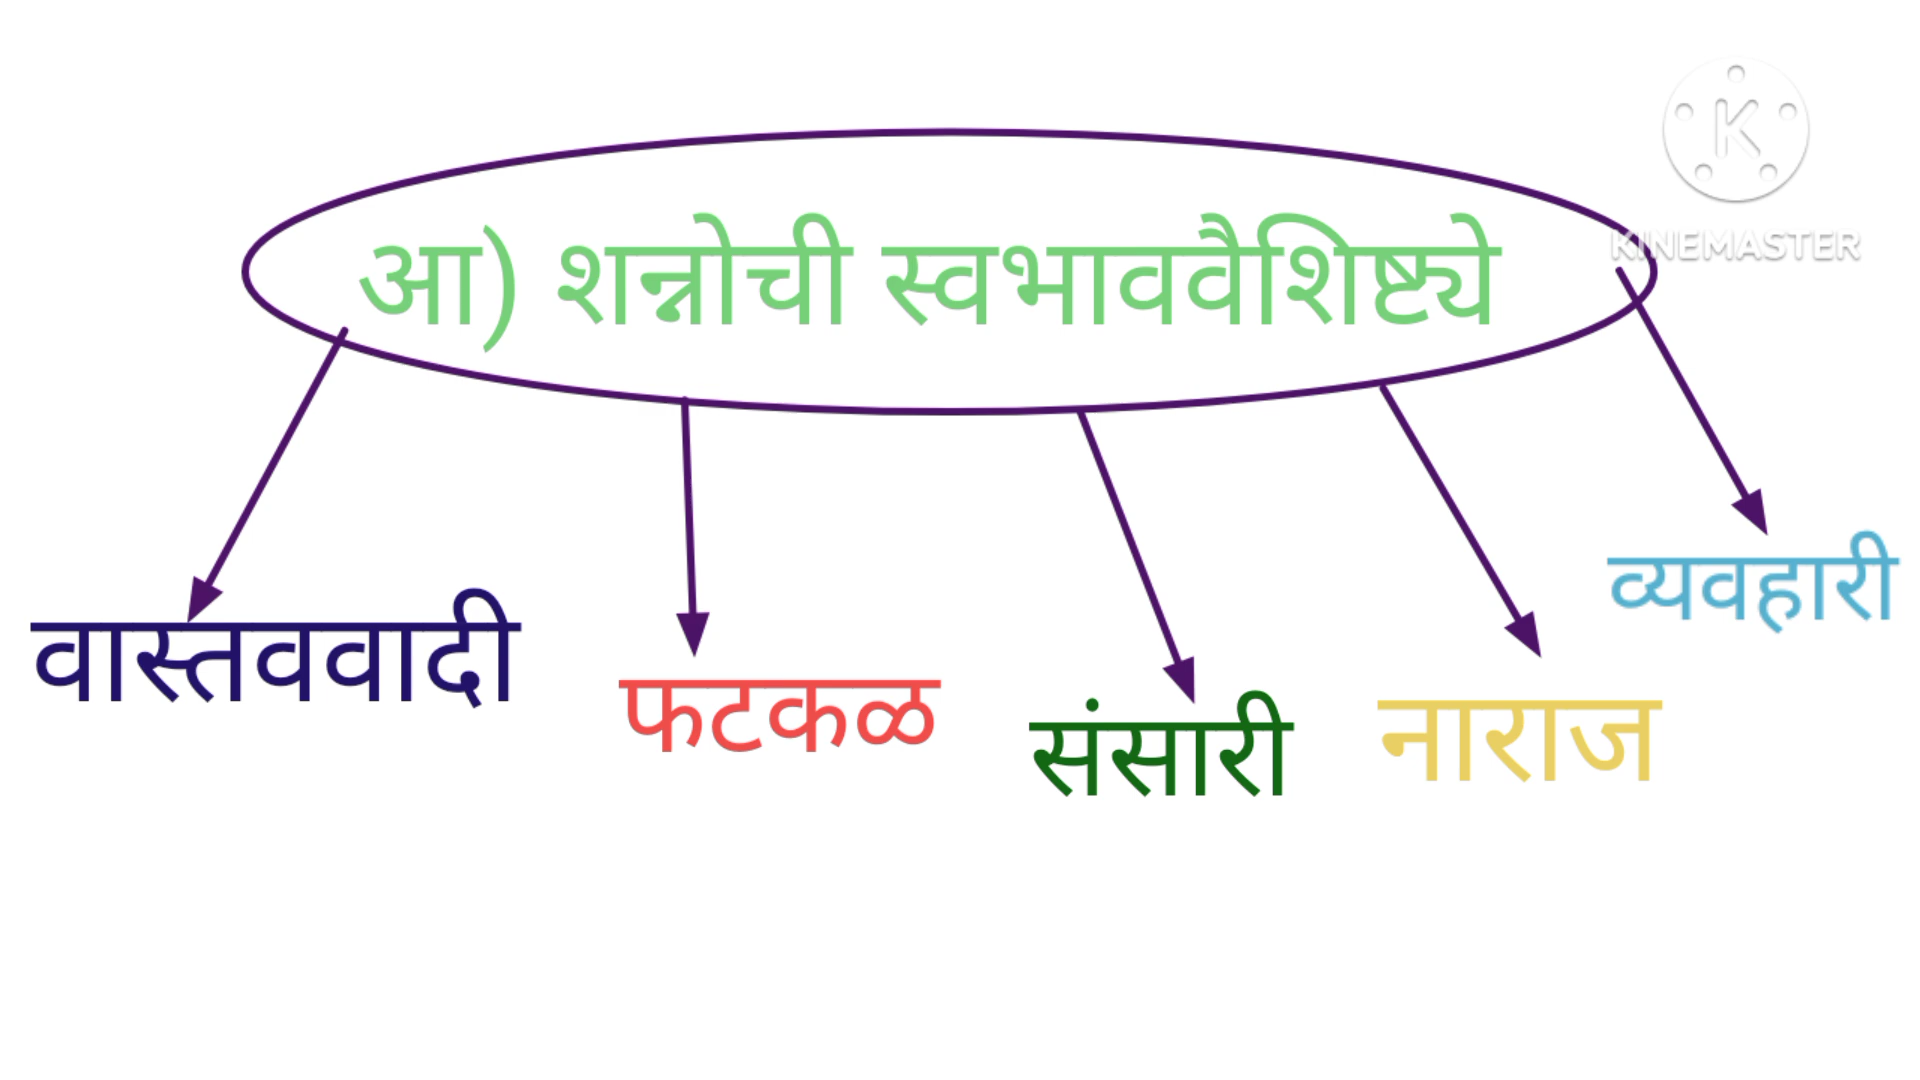 आ) शन्नोची स्वभाववैशिष्ट्ये
K
KINEMASTER
वास्तववादी
फटकळ
संसारी
नाराज
व्यवहारी